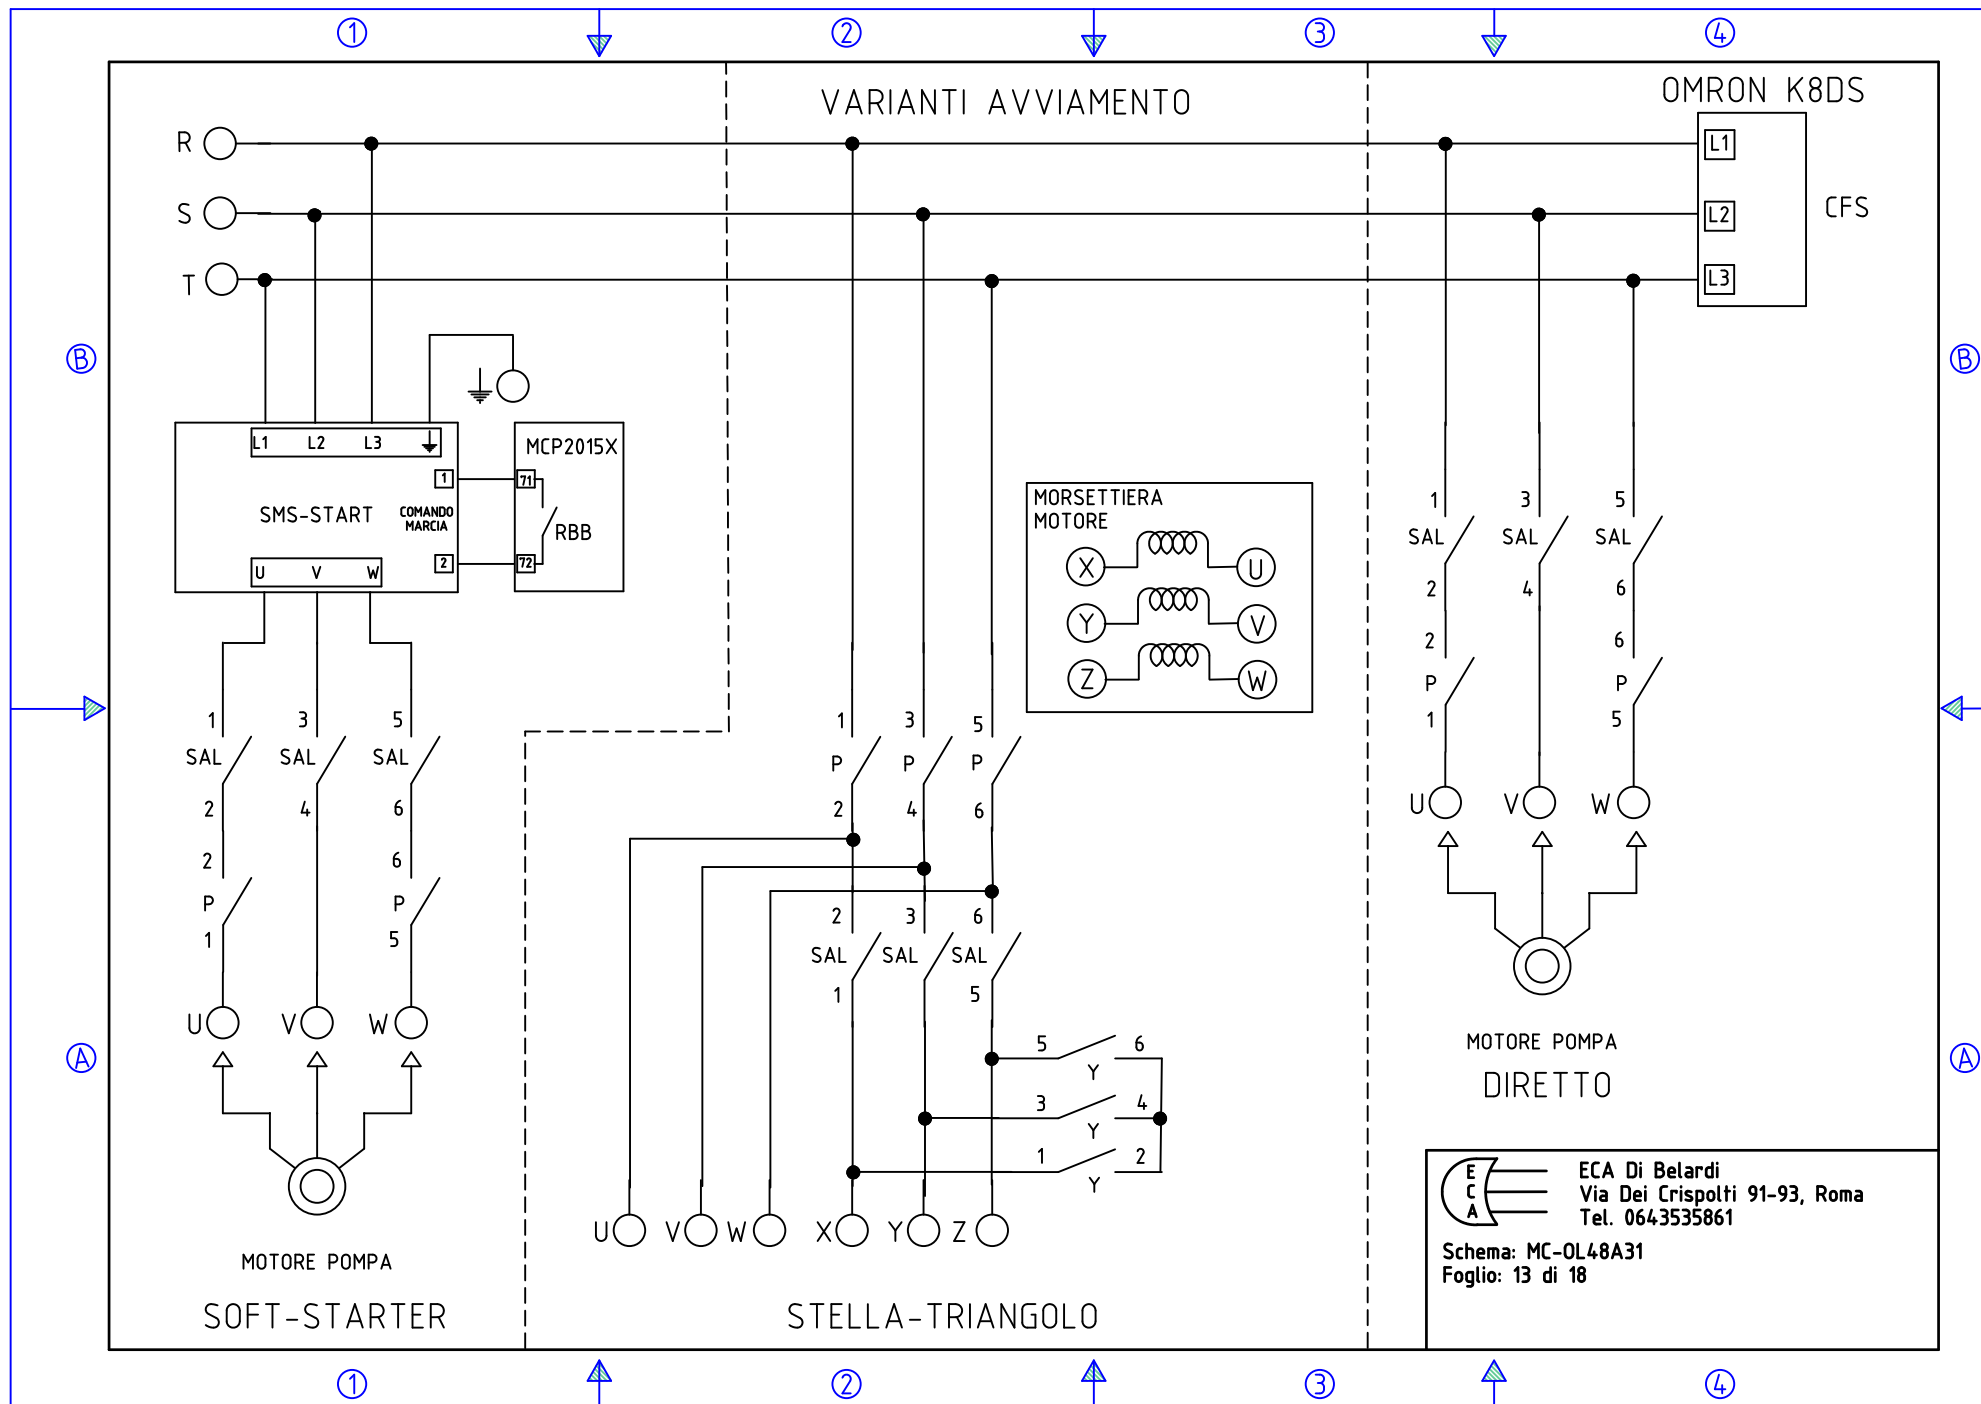 1 2 3 4
VARIANTI AVVIAMENTO
OMRON K8DS
R
L1
S
L2
CFS
T
L3
B
B
L1 L2 L3
MCP2015X
1
71
SMS-START
COMANDO
MARCIA
RBB
2
72
U V W
MORSETTIERA
MOTORE
X U
Y V
Z W
1 3 5
SAL SAL SAL
2 4 6
2 6
P P
1 5
U V W
MOTORE POMPA
DIRETTO
1 3 5
SAL SAL SAL
2 4 6
2 6
P P
1 5
U V W
MOTORE POMPA
SOFT-STARTER
1 3 5
P P P
2 4 6
2 3 6
SAL SAL SAL
1 5
5 6
Y
3 4
Y
1 2
Y
U V W X Y Z
STELLA-TRIANGOLO
A
A
E
C
A
ECA Di Belardi
Via Dei Crispolti 91-93, Roma
Tel. 0643535861
Schema: MC-OL48A31
Foglio: 13 di 18
1 2 3 4